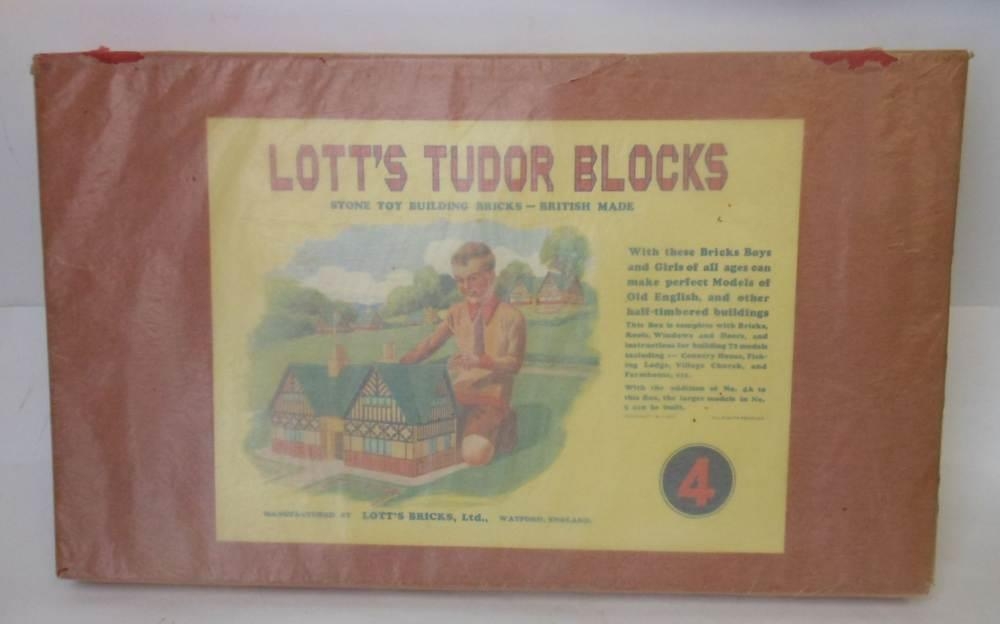 LOTT'S TUDOR BLOCKS
STONE TOY BUILDING BRICKS — BRITISH MADE
With these Bricks Boys
and Girls of all ages can
make perfect Models of
Old English, and other
half-timbered buildings
This Box is complete with Bricks,
Roofs, Windows and Doors, and
instructions for building 72 models
including :— Country House, Fish-
ing Lodge, Village Church, and
Farmhouse, etc.
With the addition of No. 4A to
this Box, the larger models in No.
5 can be built.
4
MANUFACTURED BY LOTT'S BRICKS, Ltd., WATFORD, ENGLAND.